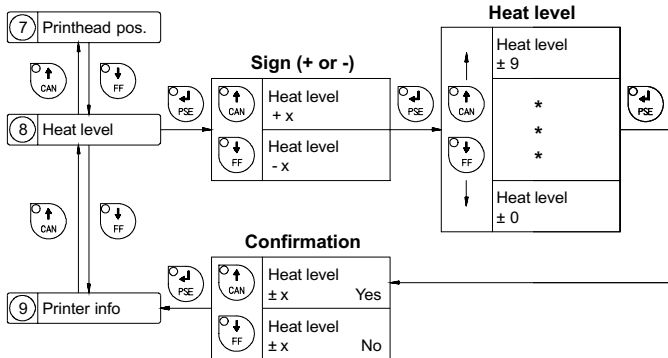 Heat level
7 Printhead pos.
Sign (+ or -)
Heat level
± 9
CAN
FF
PSE
CAN
Heat level
+ x
PSE
CAN
*
*
*
PSE
8 Heat level
FF
Heat level
- x
FF
Heat level
± 0
CAN
FF
Confirmation
PSE
CAN
Heat level
± x Yes
9 Printer info
FF
Heat level
± x No